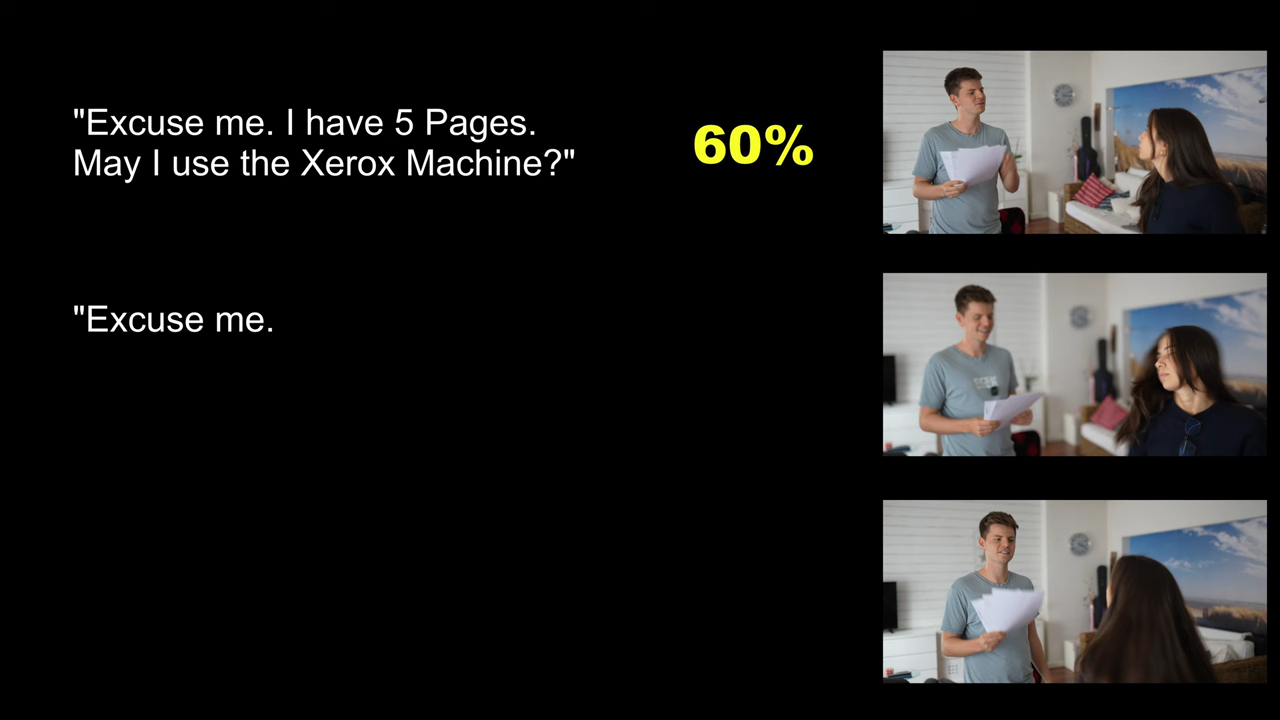 "Excuse me. I have 5 Pages.
May I use the Xerox Machine?"
60%
"Excuse me.